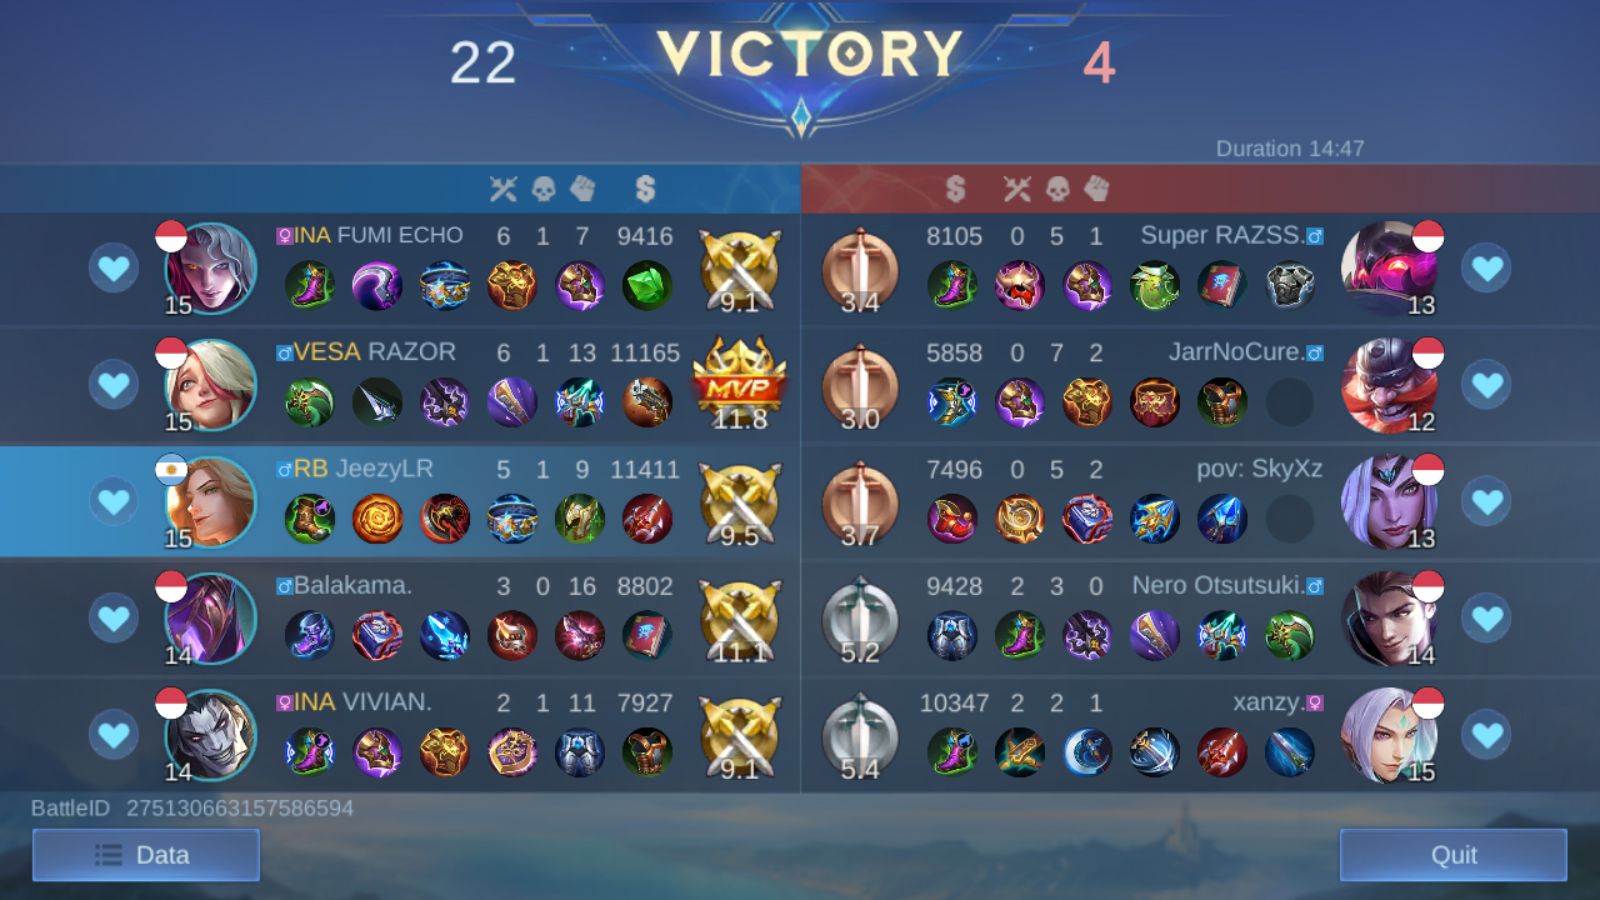 22 VICTORY 4
Duration 14:47
INA FUMI ECHO 6 1 7 9416
15 9.1
8105 0 5 1 Super RAZSS.
3.4 13
VESA RAZOR 6 1 13 11165
MVP
15 11.8
5858 0 7 2 JarrNoCure.
3.0 12
RB JeezyLR 5 1 9 11411
15 9.5
7496 0 5 2 pov: SkyXz
3.7 13
Balakama. 3 0 16 8802
14 11.1
9428 2 3 0 Nero Otsutsuki.
5.2 14
INA VIVIAN. 2 1 11 7927
14 9.1
10347 2 2 1 xanzy.
5.4 15
BattleID 275130663157586594
Data
Quit